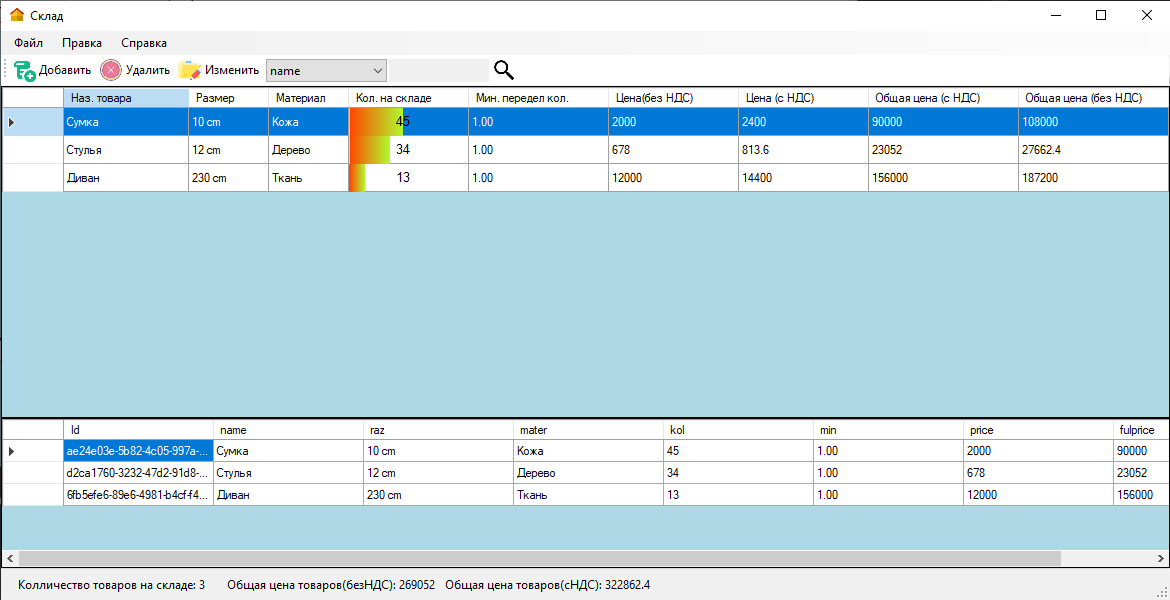 Склад
Файл Правка Справка
Добавить Удалить Изменить name
Наз. товара Размер Материал Кол. на складе Мин. передел кол. Цена(без НДС) Цена (с НДС) Общая цена (с НДС) Общая цена (без НДС)
Сумка 10 cm Кожа 45 1.00 2000 2400 90000 108000
Стулья 12 cm Дерево 34 1.00 678 813.6 23052 27662.4
Диван 230 cm Ткань 13 1.00 12000 14400 156000 187200
Id name raz mater kol min price fulprice
ae24e03e-5b82-4c05-997a-... Сумка 10 cm Кожа 45 1.00 2000 90000
d2ca1760-3232-47d2-91d8-... Стулья 12 cm Дерево 34 1.00 678 23052
6fb5efe6-89e6-4981-b4cf-f4... Диван 230 cm Ткань 13 1.00 12000 156000
Колличество товаров на складе: 3 Общая цена товаров(безНДС): 269052 Общая цена товаров(сНДС): 322862.4